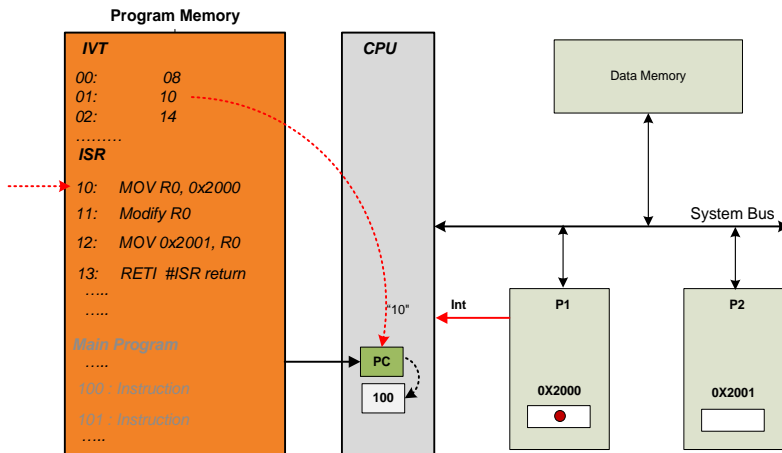 Program Memory
IVT
00: 08
01: 10
02: 14
………
ISR
10: MOV R0, 0x2000
11: Modify R0
12: MOV 0x2001, R0
13: RETI #ISR return
…..
…..
Main Program
…..
100 : Instruction
101 : Instruction
…..
CPU
"10"
PC
100
Data Memory
System Bus
Int
P1
0X2000
P2
0X2001